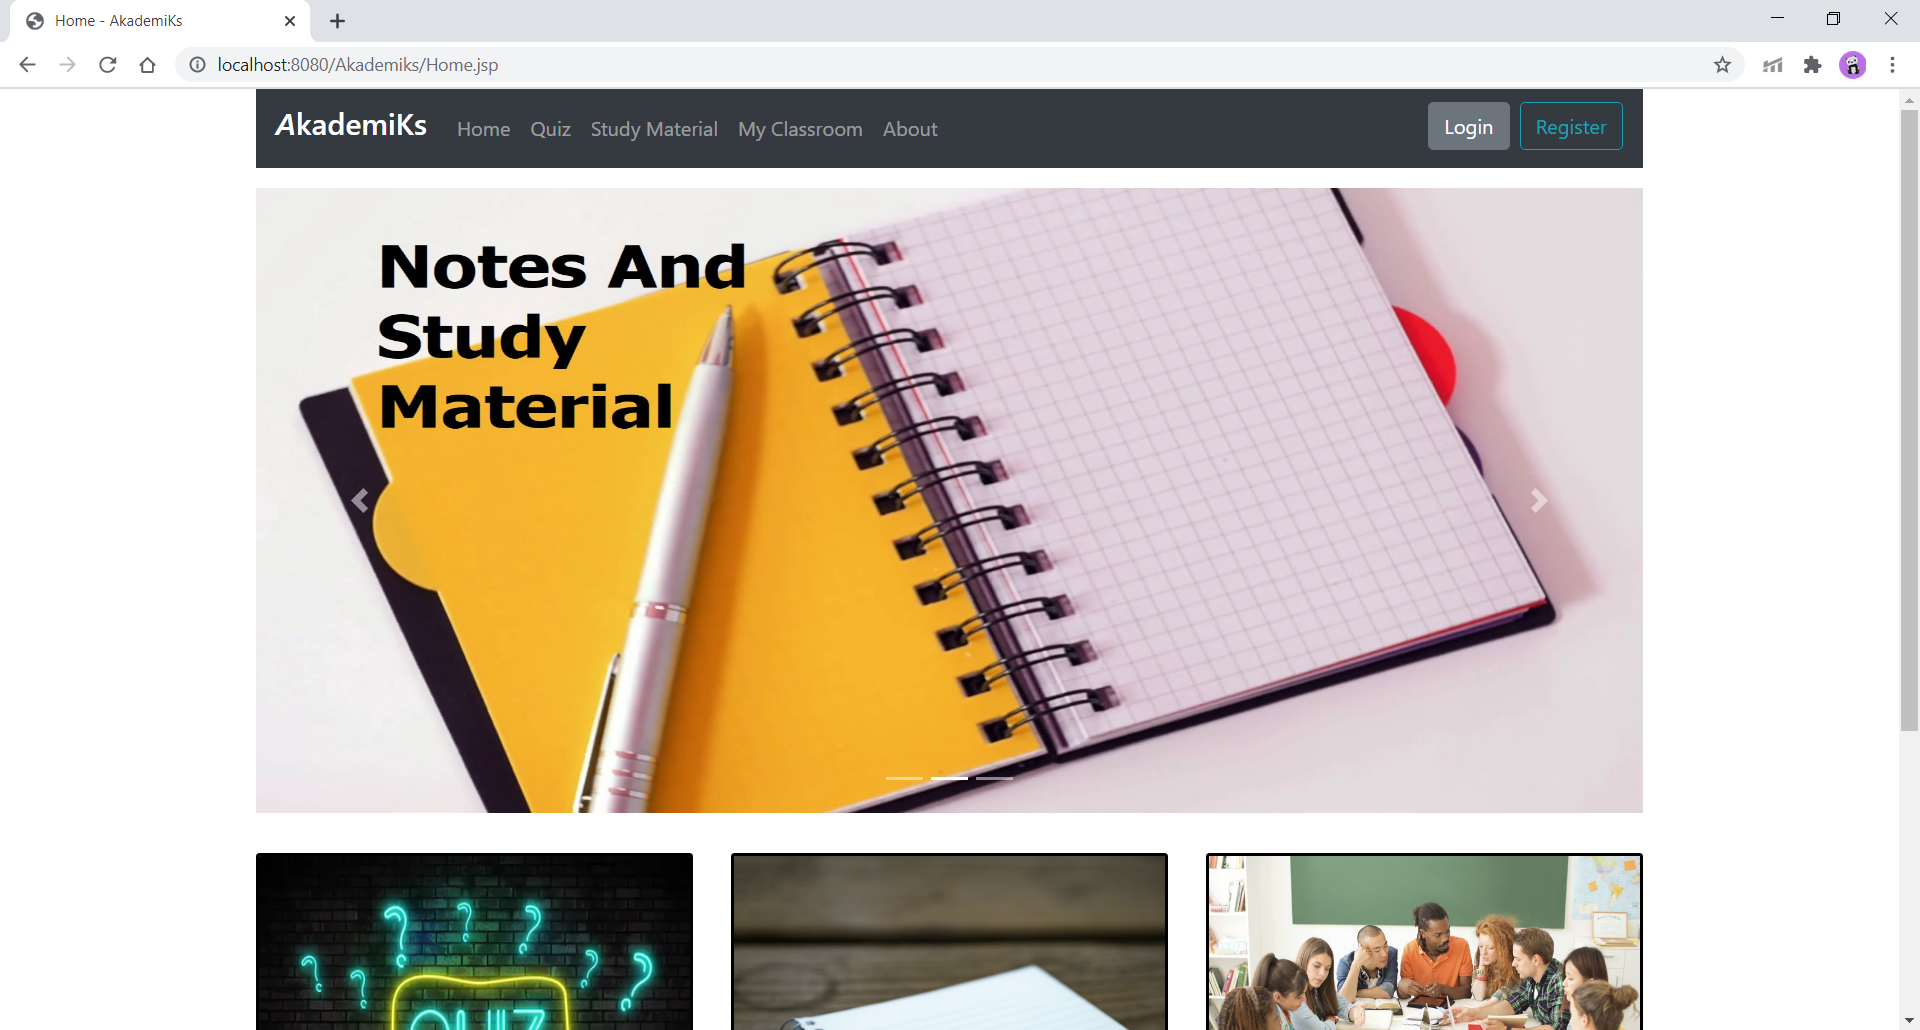 Home - AkademiKs
localhost:8080/Akademiks/Home.jsp
AkademiKs Home Quiz Study Material My Classroom About Login Register
Notes And
Study
Material
QUIZ